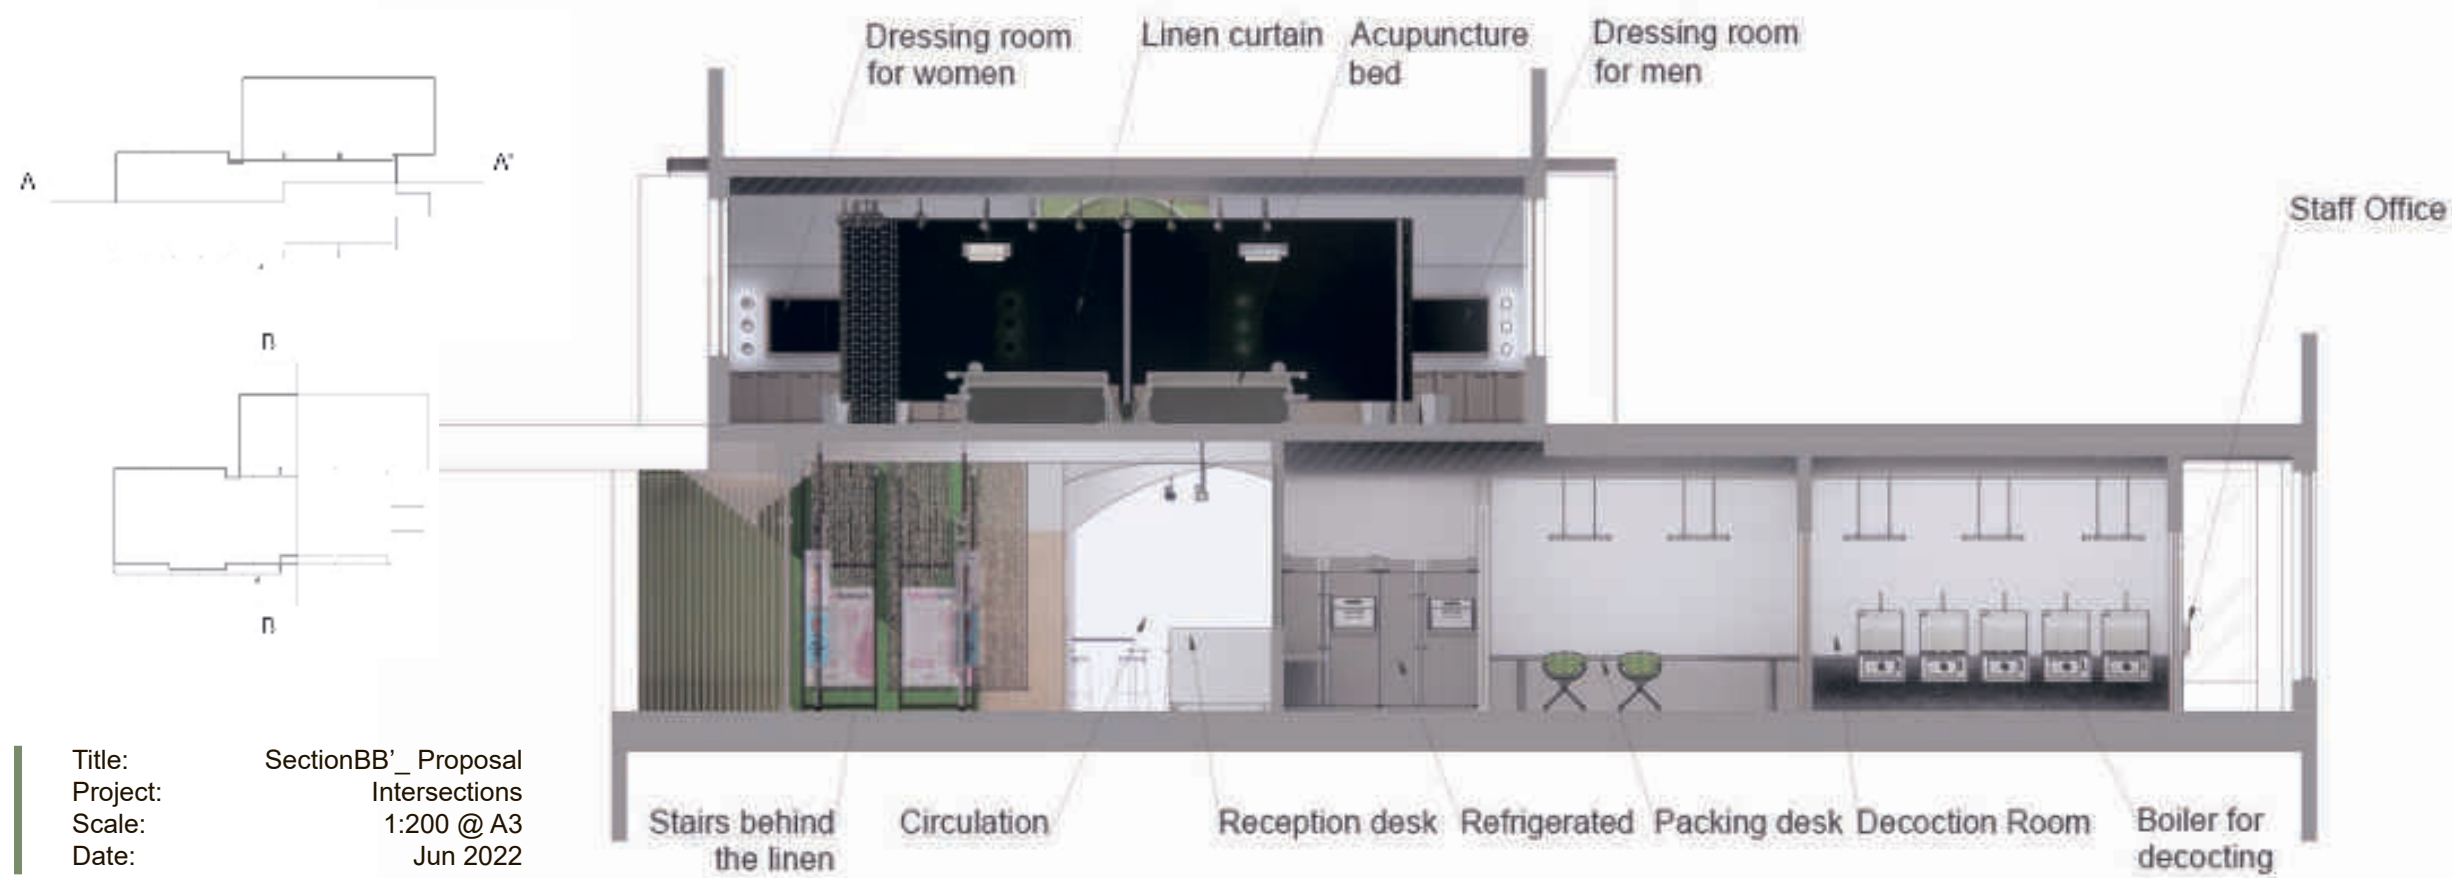 Dressing room
for women
Linen curtain
Acupuncture
bed
Dressing room
for men
A
A'
Staff Office
B
B
Title: SectionBB’_ Proposal
Project: Intersections
Scale: 1:200 @ A3
Date: Jun 2022
Stairs behind
the linen
Circulation
Reception desk
Refrigerated
Packing desk
Decoction Room
Boiler for
decocting